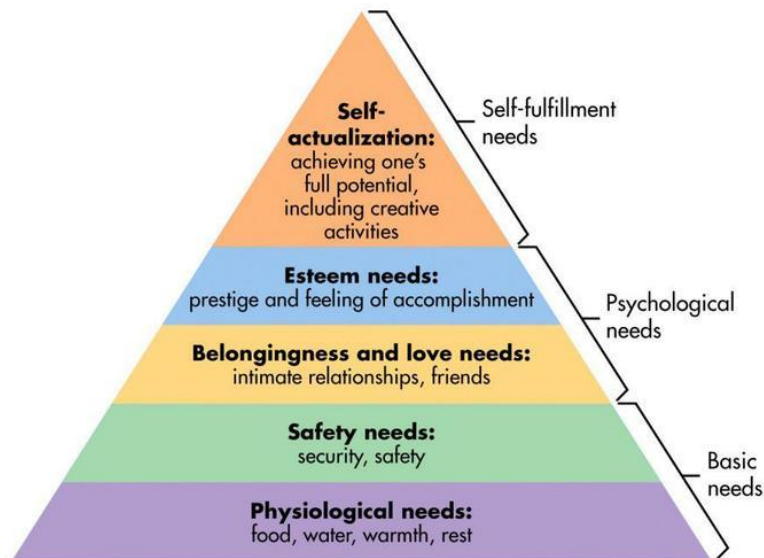 Self-
actualization:
achieving one's
full potential,
including creative
activities
Self-fulfillment
needs
Esteem needs:
prestige and feeling of accomplishment
Belongingness and love needs:
intimate relationships, friends
Psychological
needs
Safety needs:
security, safety
Physiological needs:
food, water, warmth, rest
Basic
needs